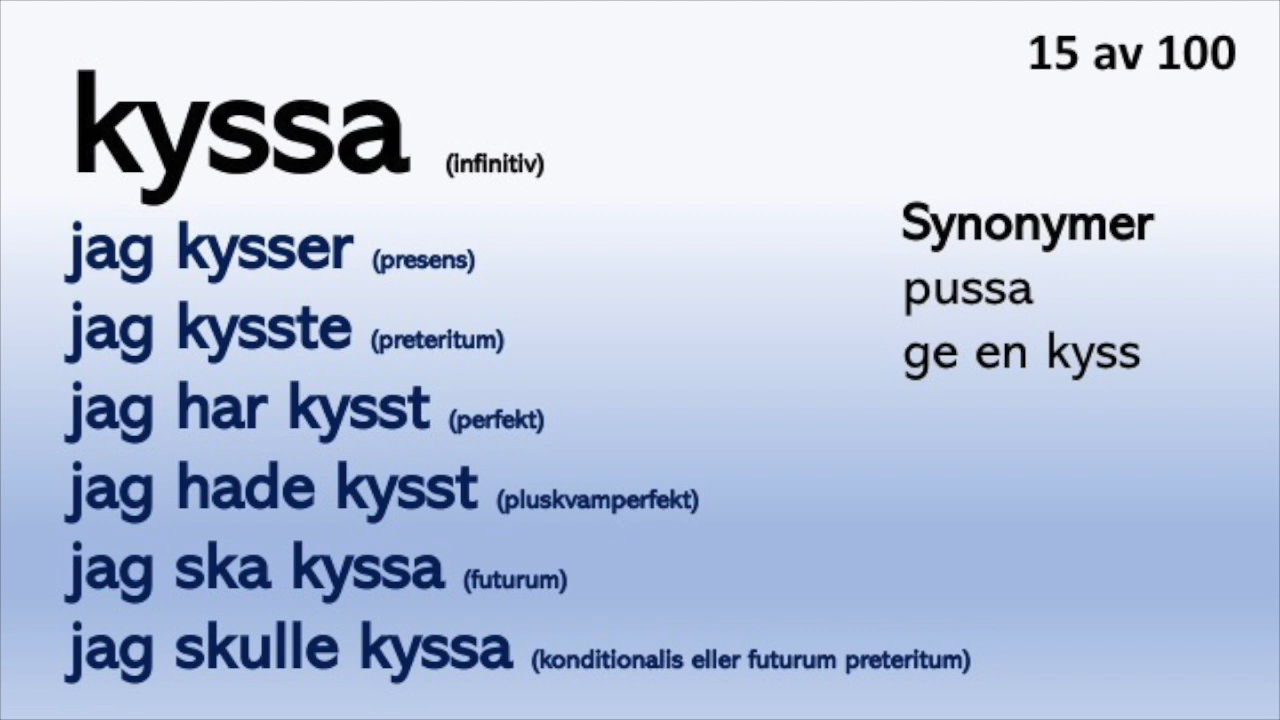 15 av 100
kyssa (infinitiv)
jag kysser (presens)
jag kysste (preteritum)
jag har kysst (perfekt)
jag hade kysst (pluskvamperfekt)
jag ska kyssa (futurum)
jag skulle kyssa (konditionalis eller futurum preteritum)
Synonymer
pussa
ge en kyss